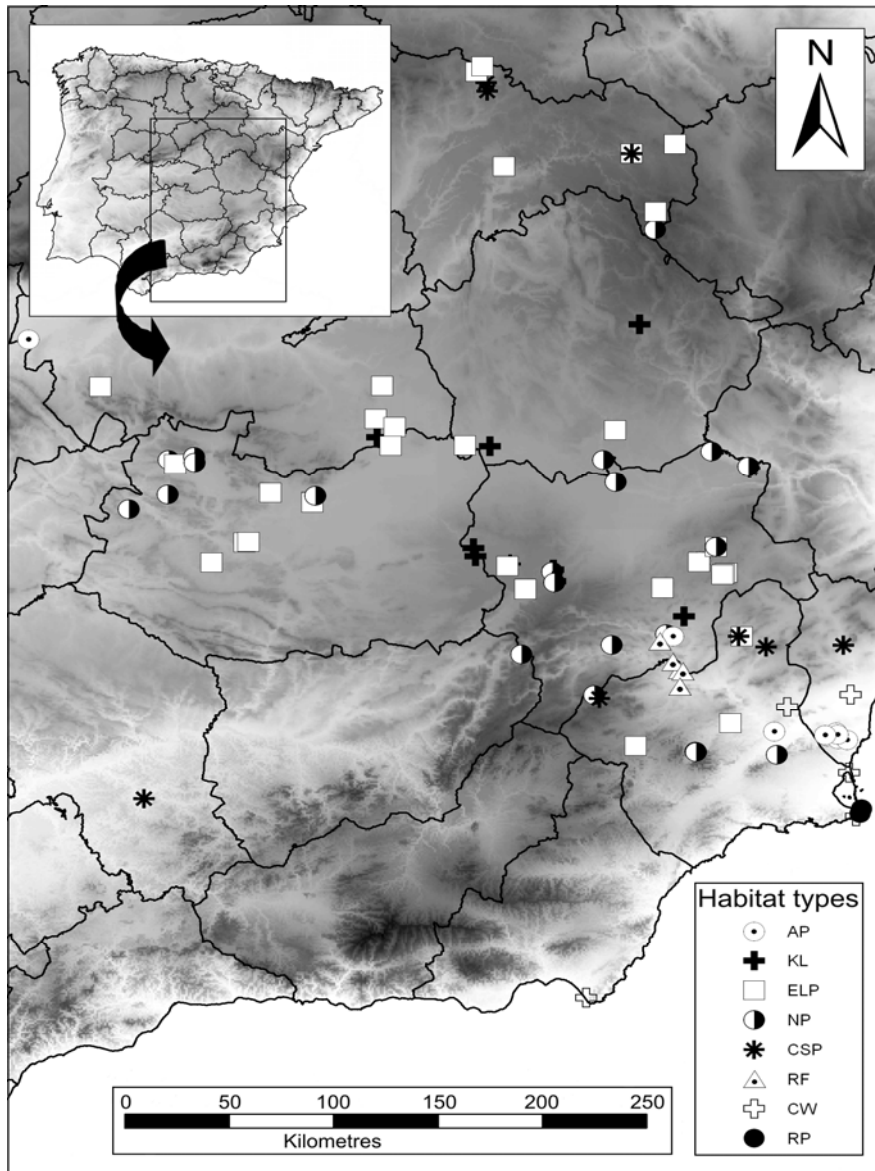 N
Habitat types
AP
KL
ELP
NP
CSP
RF
CW
RP
0 50 100 150 200 250
Kilometres